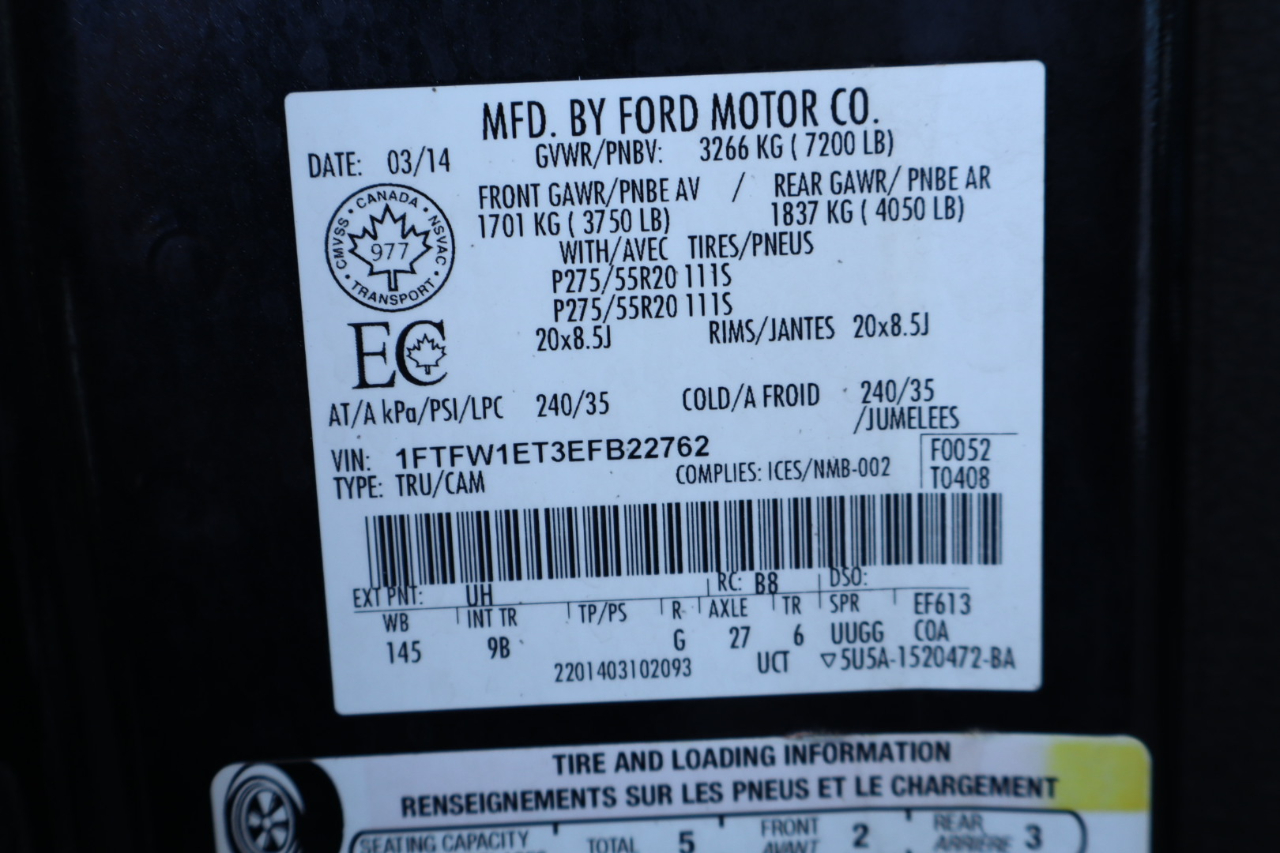 MFD. BY FORD MOTOR CO.
DATE: 03/14 GVWR/PNBV: 3266 KG ( 7200 LB)
FRONT GAWR/PNBE AV / REAR GAWR/ PNBE AR
1701 KG ( 3750 LB) 1837 KG ( 4050 LB)
CMVSS • CANADA • NSVAC • TRANSPORT •
977
WITH/AVEC TIRES/PNEUS
P275/55R20 111S
P275/55R20 111S
20x8.5J RIMS/JANTES 20x8.5J
EC
AT/A kPa/PSI/LPC 240/35 COLD/A FROID 240/35
/JUMELEES
VIN: 1FTFW1ET3EFB22762 F0052
TYPE: TRU/CAM COMPLIES: ICES/NMB-002 T0408
EXT PNT: UH RC: B8 DSO:
WB INT TR TP/PS R AXLE TR SPR EF613
145 9B G 27 6 UUGG COA
2201403102093 UCT ▽5U5A-1520472-BA
TIRE AND LOADING INFORMATION
RENSEIGNEMENTS SUR LES PNEUS ET LE CHARGEMENT
SEATING CAPACITY TOTAL 5 FRONT 2 REAR 3
AVANT ARRIÈRE